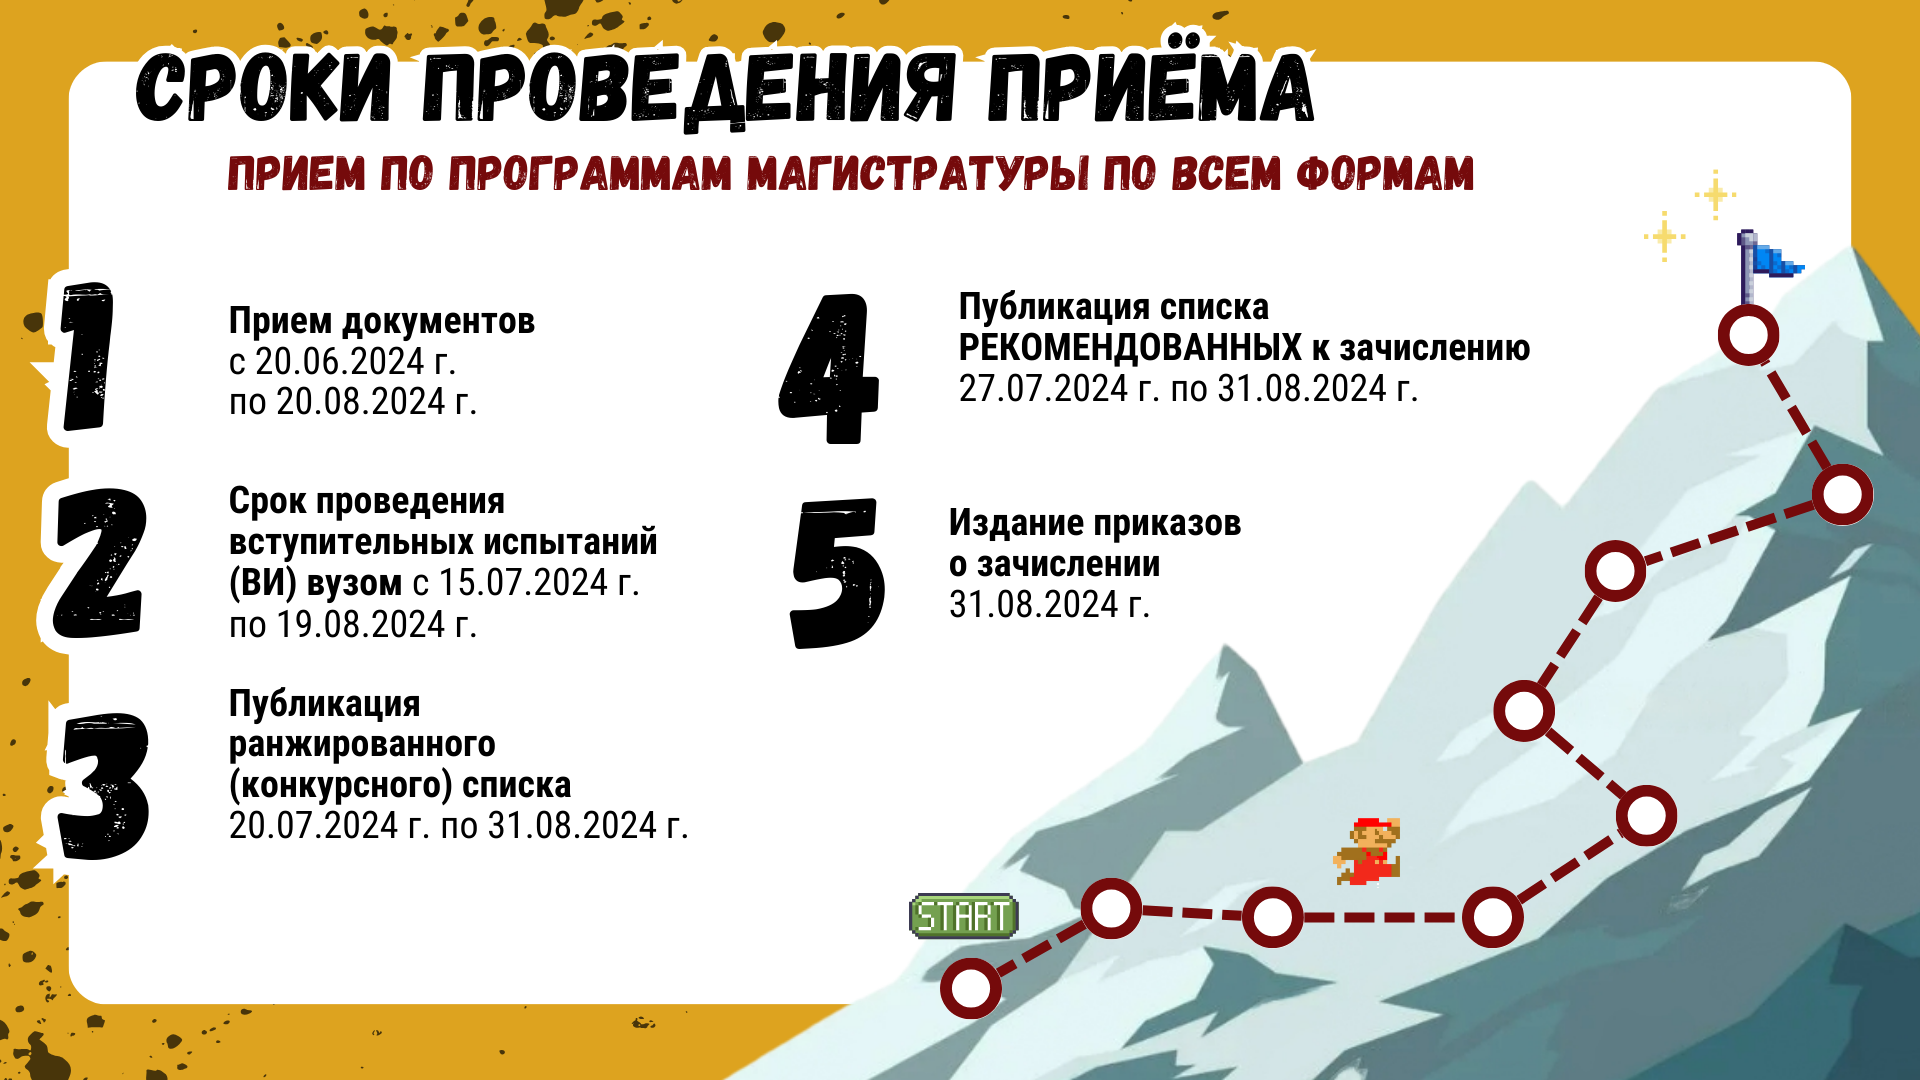 СРОКИ ПРОВЕДЕНИЯ ПРИЁМА
ПРИЕМ ПО ПРОГРАММАМ МАГИСТРАТУРЫ ПО ВСЕМ ФОРМАМ
1
Прием документов
с 20.06.2024 г.
по 20.08.2024 г.
2
Срок проведения
вступительных испытаний
(ВИ) вузом с 15.07.2024 г.
по 19.08.2024 г.
3
Публикация
ранжированного
(конкурсного) списка
20.07.2024 г. по 31.08.2024 г.
4
Публикация списка
РЕКОМЕНДОВАННЫХ к зачислению
27.07.2024 г. по 31.08.2024 г.
5
Издание приказов
о зачислении
31.08.2024 г.
START